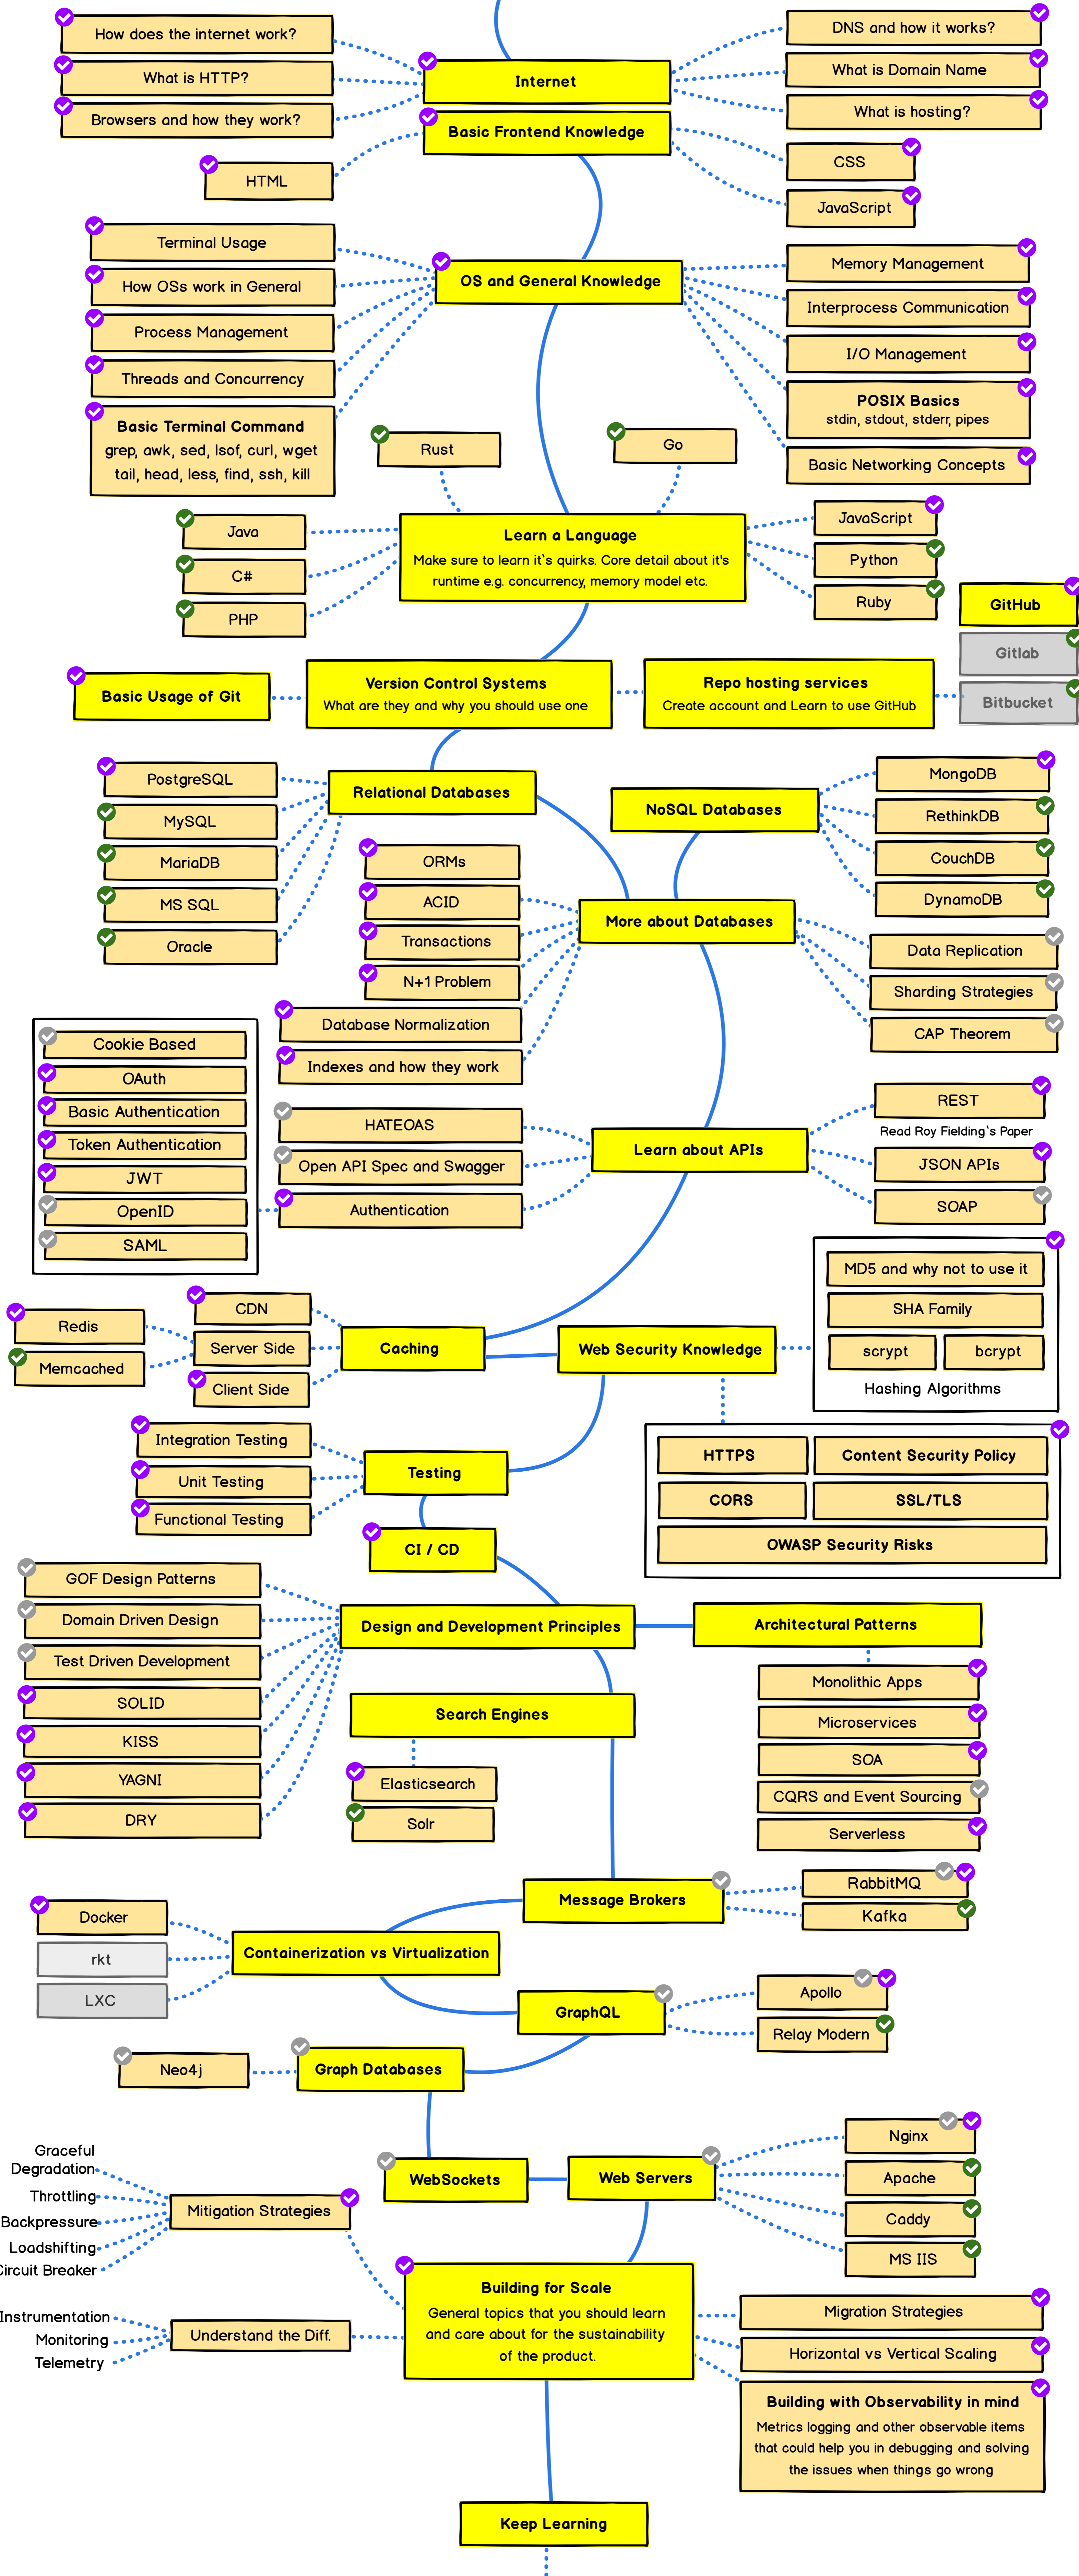 How does the internet work?
What is HTTP?
Browsers and how they work?
HTML
Internet
Basic Frontend Knowledge
DNS and how it works?
What is Domain Name
What is hosting?
CSS
JavaScript
Terminal Usage
How OSs work in General
Process Management
Threads and Concurrency
Basic Terminal Command
grep, awk, sed, lsof, curl, wget
tail, head, less, find, ssh, kill
OS and General Knowledge
Memory Management
Interprocess Communication
I/O Management
POSIX Basics
stdin, stdout, stderr, pipes
Basic Networking Concepts
Rust
Go
Java
C#
PHP
Learn a Language
Make sure to learn it`s quirks. Core detail about it's
runtime e.g. concurrency, memory model etc.
JavaScript
Python
Ruby
GitHub
Gitlab
Bitbucket
Basic Usage of Git
Version Control Systems
What are they and why you should use one
Repo hosting services
Create account and Learn to use GitHub
PostgreSQL
MySQL
MariaDB
MS SQL
Oracle
Relational Databases
NoSQL Databases
MongoDB
RethinkDB
CouchDB
DynamoDB
ORMs
ACID
Transactions
N+1 Problem
Database Normalization
Indexes and how they work
More about Databases
Data Replication
Sharding Strategies
CAP Theorem
Cookie Based
OAuth
Basic Authentication
Token Authentication
JWT
OpenID
SAML
HATEOAS
Open API Spec and Swagger
Authentication
Learn about APIs
REST
Read Roy Fielding`s Paper
JSON APIs
SOAP
MD5 and why not to use it
SHA Family
scrypt
bcrypt
Hashing Algorithms
Redis
Memcached
CDN
Server Side
Client Side
Caching
Web Security Knowledge
HTTPS
Content Security Policy
CORS
SSL/TLS
OWASP Security Risks
Integration Testing
Unit Testing
Functional Testing
Testing
CI / CD
GOF Design Patterns
Domain Driven Design
Test Driven Development
SOLID
KISS
YAGNI
DRY
Design and Development Principles
Architectural Patterns
Monolithic Apps
Microservices
SOA
CQRS and Event Sourcing
Serverless
Search Engines
Elasticsearch
Solr
Message Brokers
RabbitMQ
Kafka
Docker
rkt
LXC
Containerization vs Virtualization
GraphQL
Apollo
Relay Modern
Neo4j
Graph Databases
WebSockets
Web Servers
Nginx
Apache
Caddy
MS IIS
Graceful
Degradation
Throttling
Backpressure
Loadshifting
Circuit Breaker
Mitigation Strategies
Instrumentation
Monitoring
Telemetry
Understand the Diff.
Building for Scale
General topics that you should learn
and care about for the sustainability
of the product.
Migration Strategies
Horizontal vs Vertical Scaling
Building with Observability in mind
Metrics logging and other observable items
that could help you in debugging and solving
the issues when things go wrong
Keep Learning